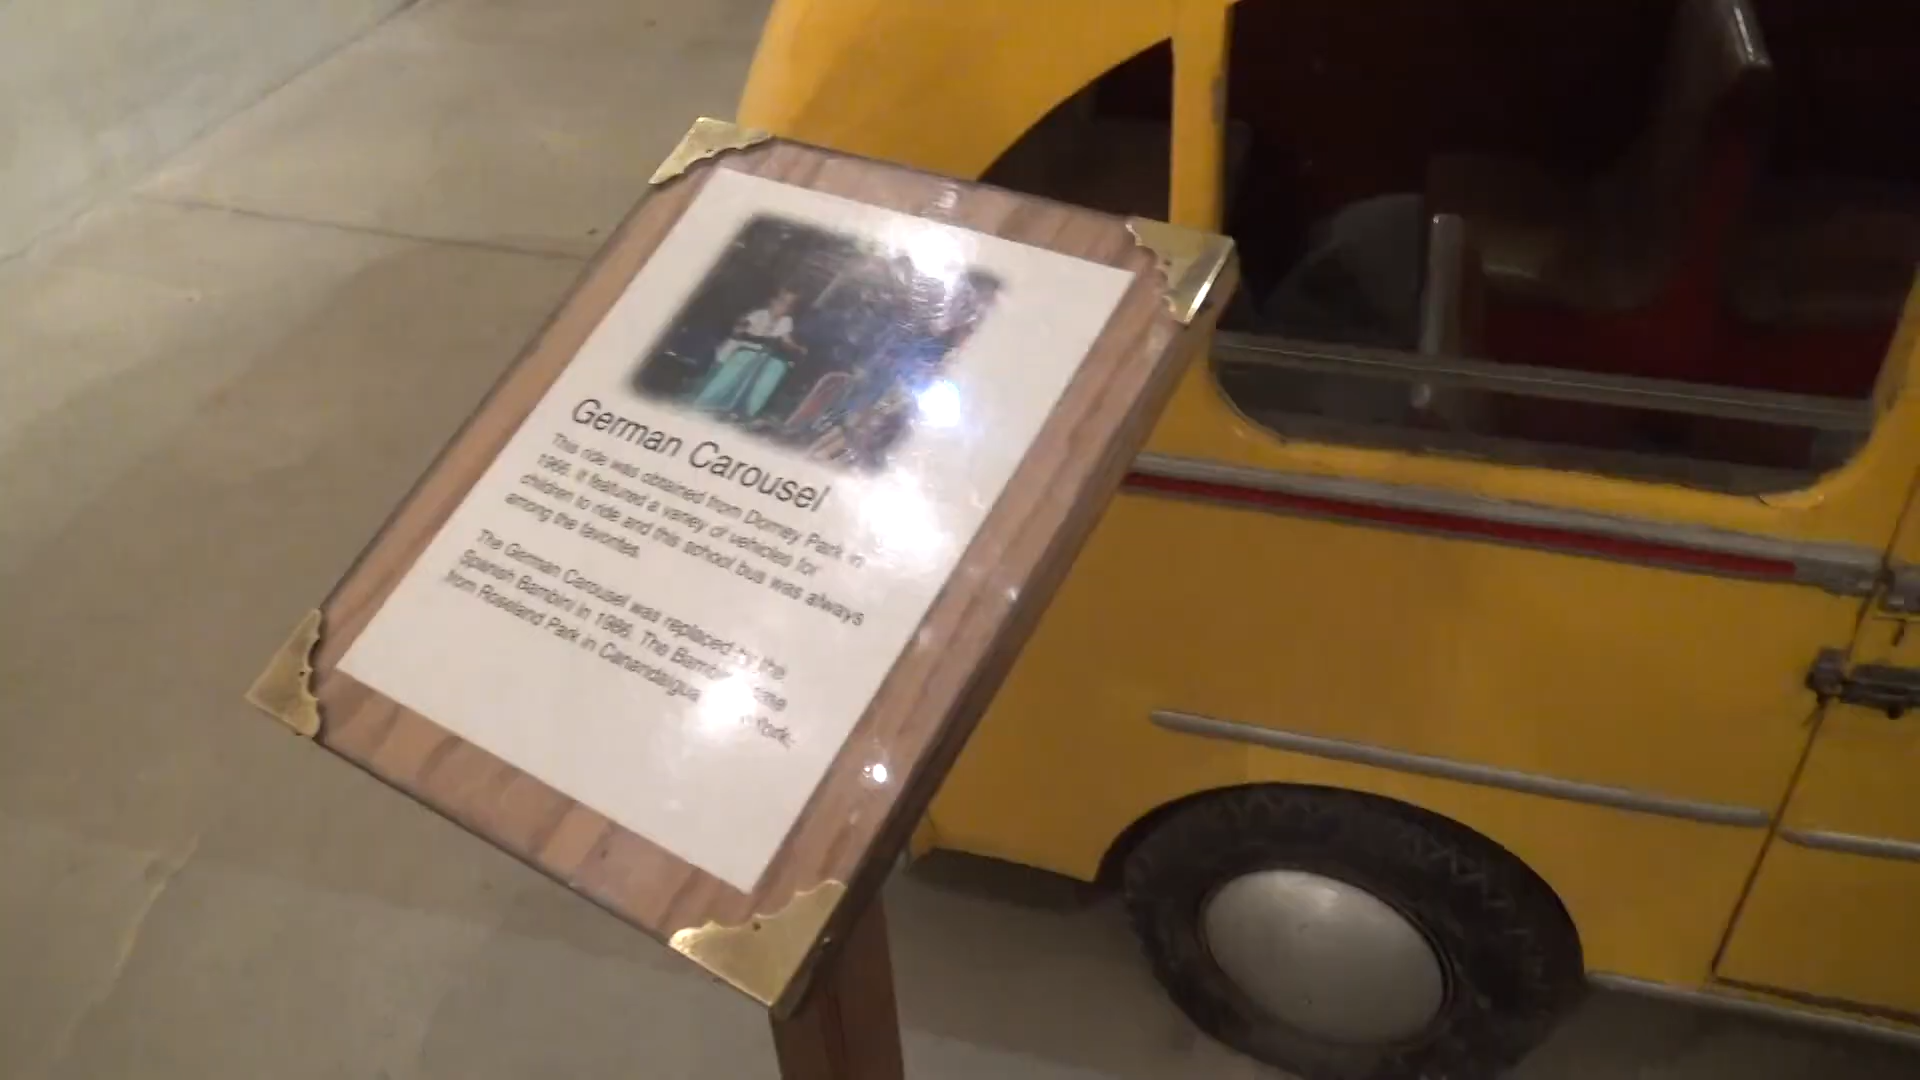 German Carousel
This ride was obtained from Dorney Park in
1966. It featured a variety of vehicles for
children to ride and this school bus was always
among the favorites.
The German Carousel was replaced by the
Spanish Bambini in 1986. The Bambini came
from Roseland Park in Canandaigua York.